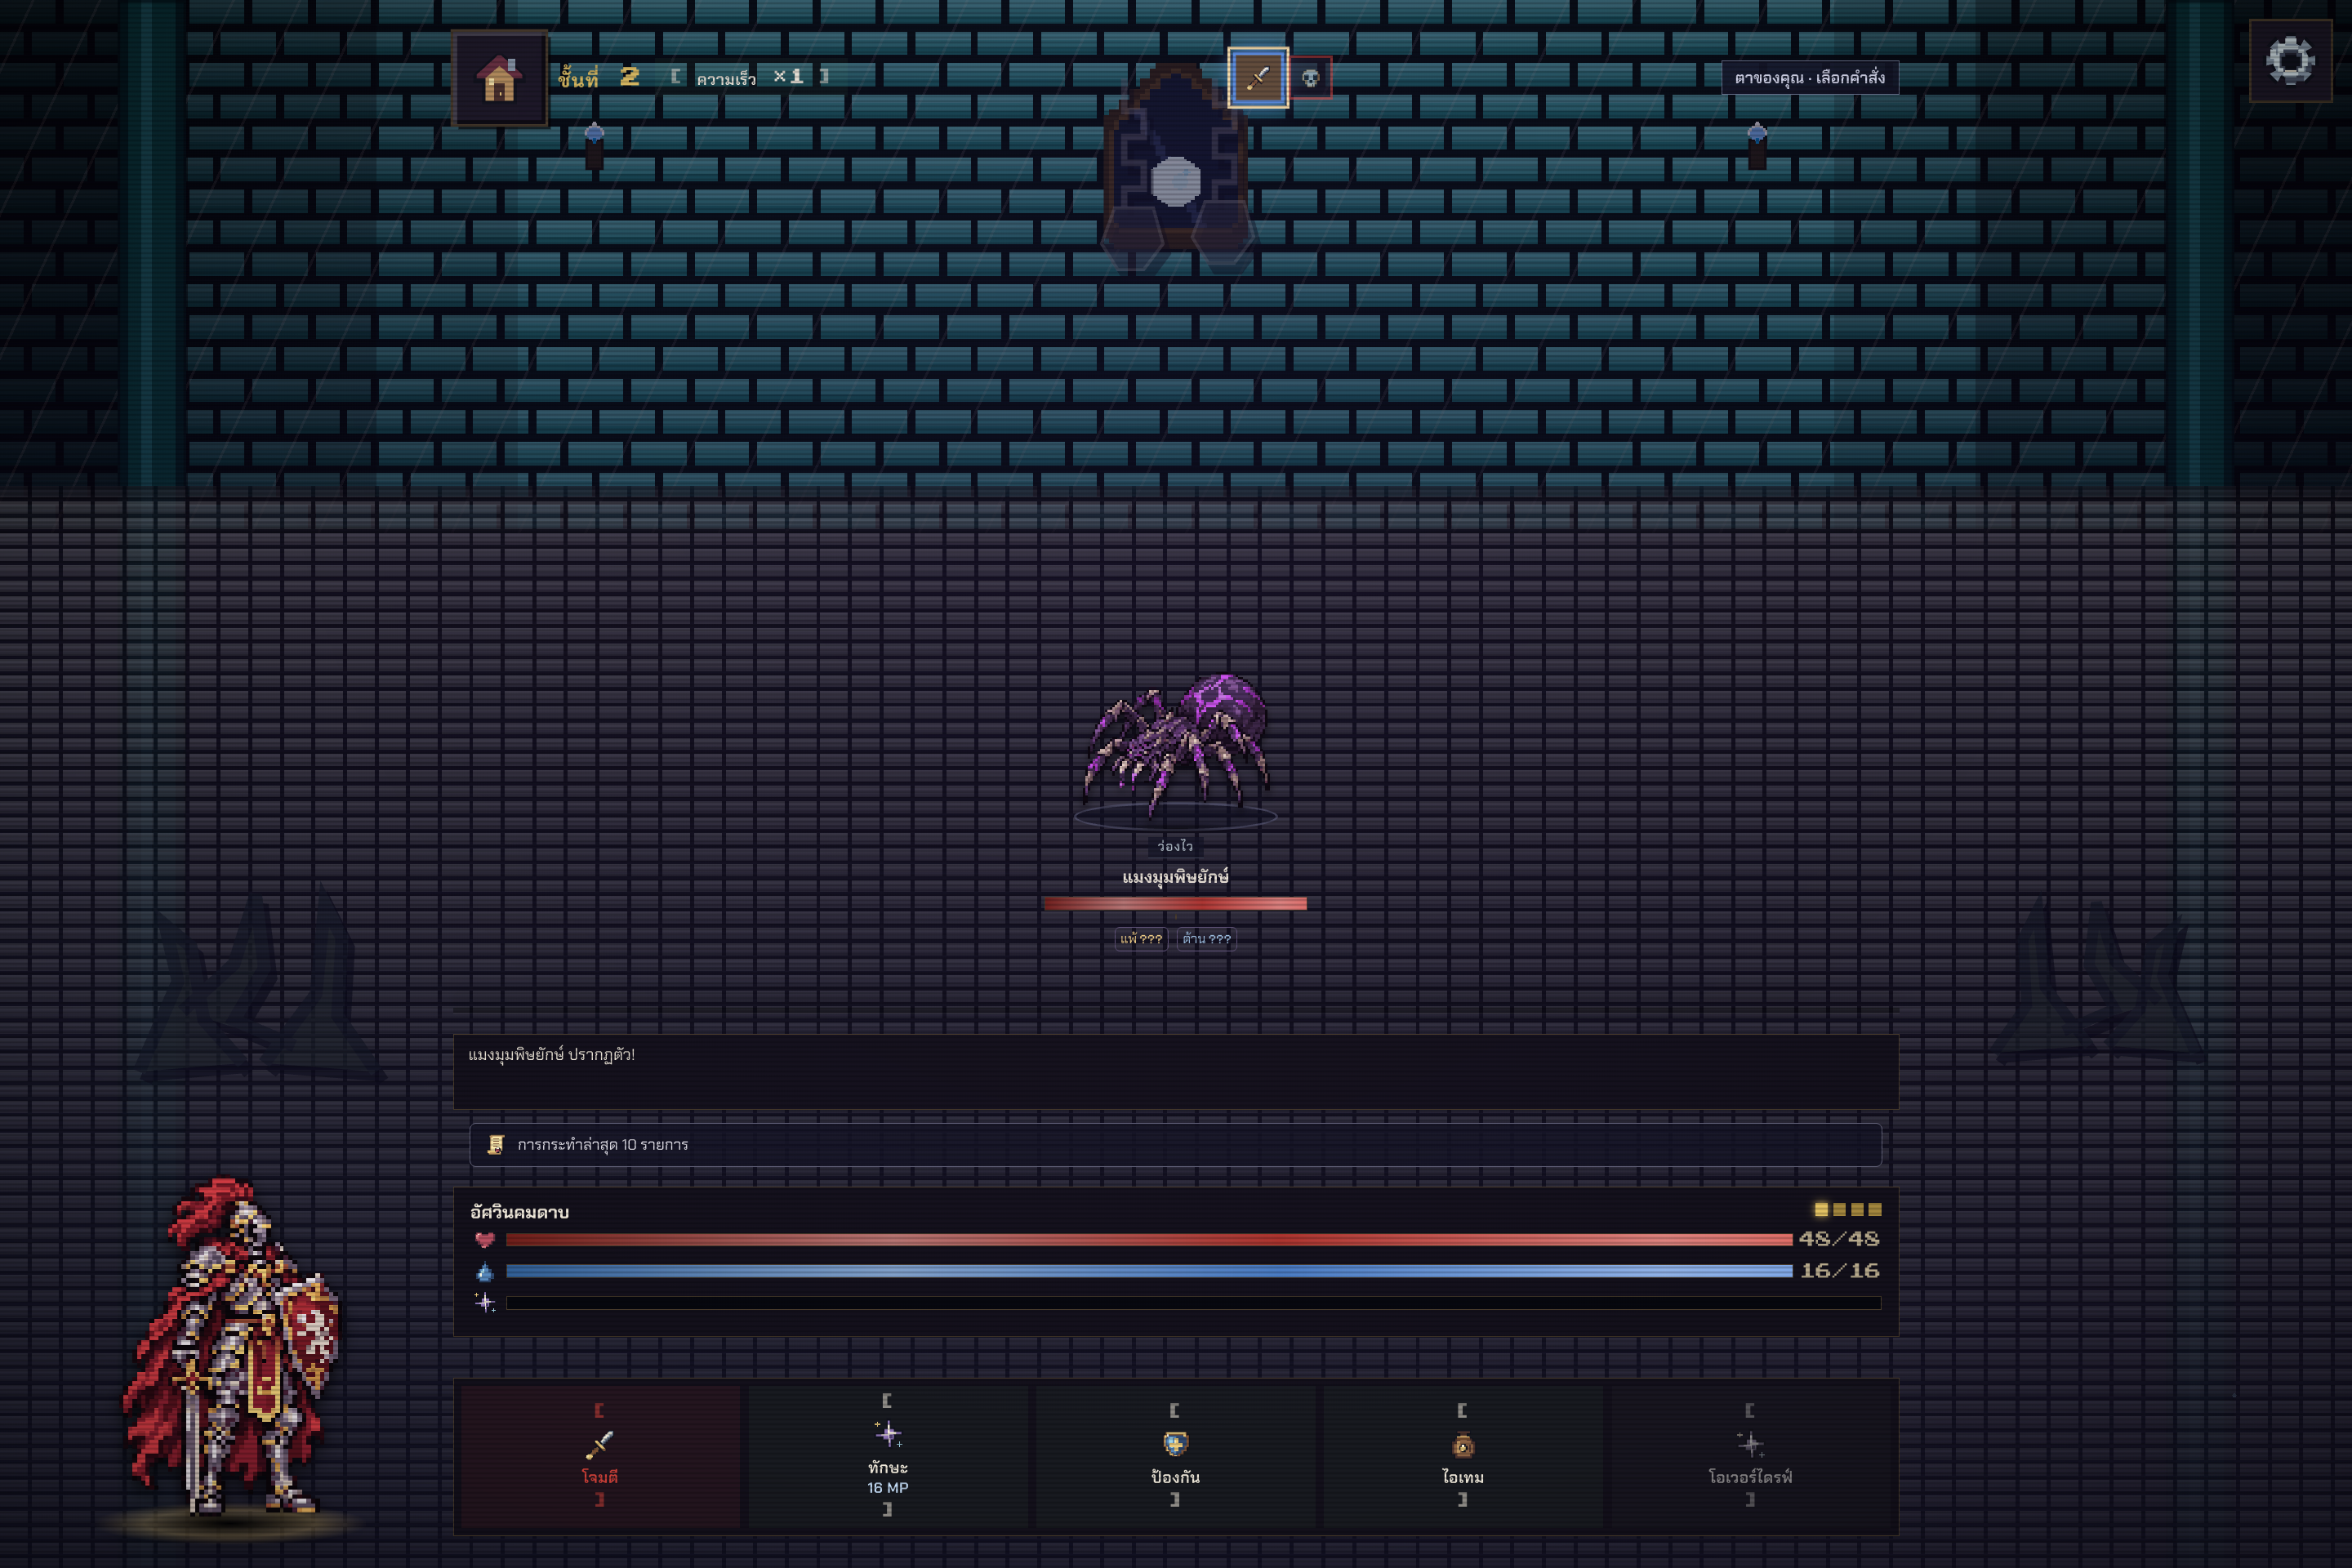 ชั้นที่ 2 [ ความเร็ว ×1 ]
ตาของคุณ · เลือกคำสั่ง
ว่องไว
แมงมุมพิษยักษ์
แพ้ ??? ต้าน ???
แมงมุมพิษยักษ์ ปรากฏตัว!
การกระทำล่าสุด 10 รายการ
อัศวินคมดาบ
48/48
16/16
[ โจมตี ]
[ ทักษะ
16 MP ]
[ ป้องกัน ]
[ ไอเทม ]
[ โอเวอร์ไดรฟ์ ]